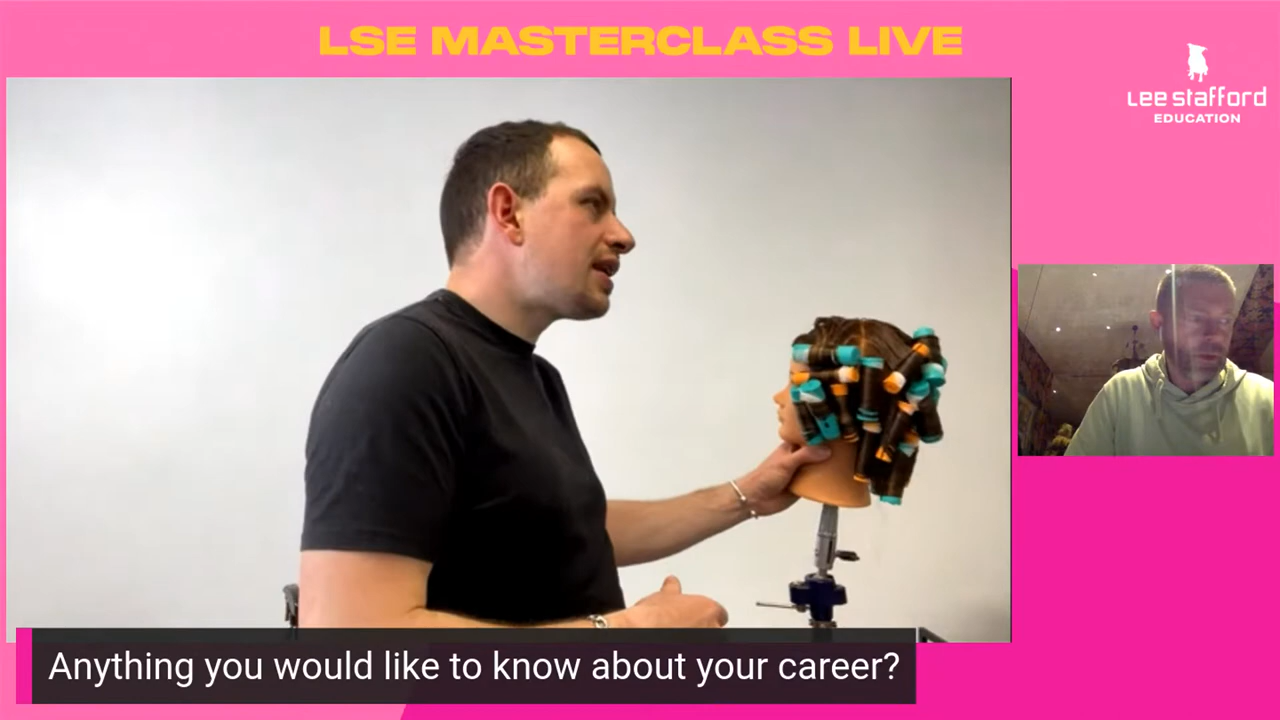 LSE MASTERCLASS LIVE
Lee Stafford
EDUCATION
Anything you would like to know about your career?